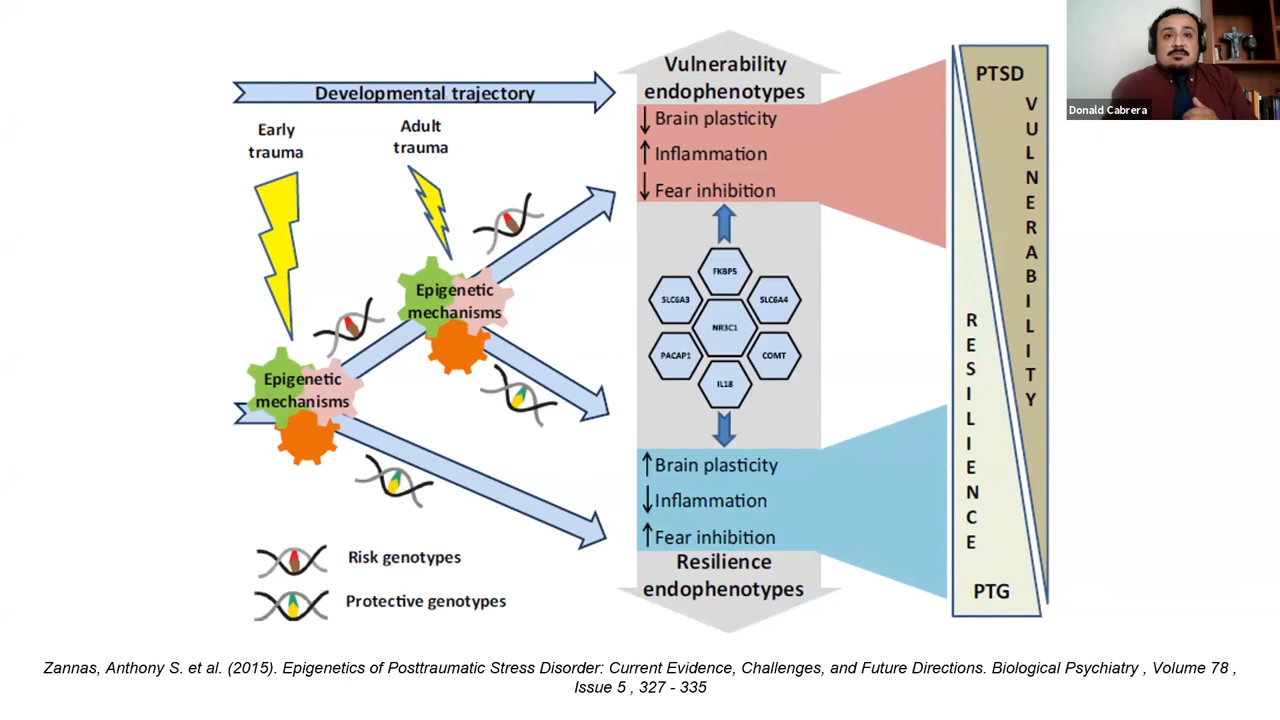 Developmental trajectory
Early
trauma
Adult
trauma
Epigenetic
mechanisms
Epigenetic
mechanisms
Risk genotypes
Protective genotypes
Vulnerability
endophenotypes
↓ Brain plasticity
↑ Inflammation
↓ Fear inhibition
FKBP5
SLC6A3
SLC6A4
NR3C1
PACAP1
COMT
IL18
↑ Brain plasticity
↓ Inflammation
↑ Fear inhibition
Resilience
endophenotypes
PTSD
VULNERABILITY
RESILIENCE
PTG
Donald Cabrera
Zannas, Anthony S. et al. (2015). Epigenetics of Posttraumatic Stress Disorder: Current Evidence, Challenges, and Future Directions. Biological Psychiatry , Volume 78 ,
Issue 5 , 327 - 335